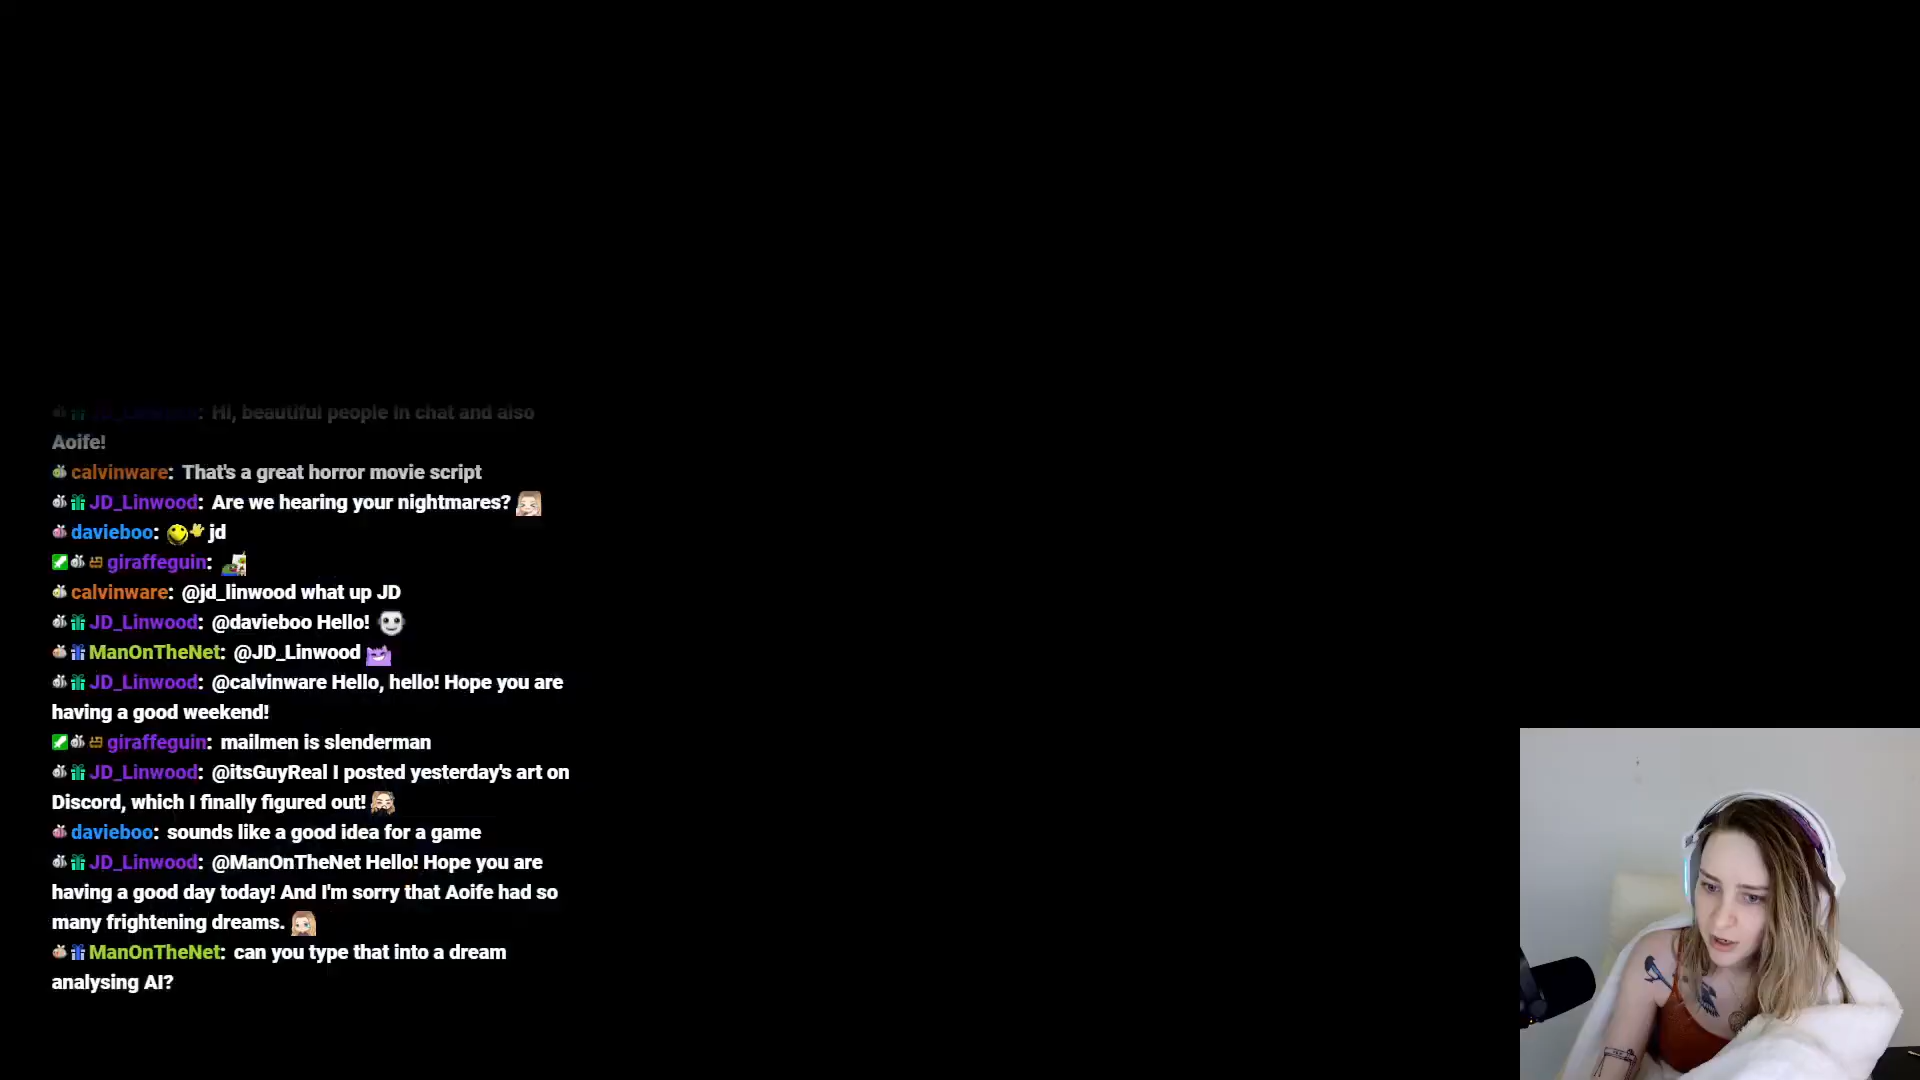 JD_Linwood: Hi, beautiful people in chat and also
Aoife!
calvinware: That's a great horror movie script
JD_Linwood: Are we hearing your nightmares?
davieboo: jd
giraffeguin:
calvinware: @jd_linwood what up JD
JD_Linwood: @davieboo Hello!
ManOnTheNet: @JD_Linwood
JD_Linwood: @calvinware Hello, hello! Hope you are
having a good weekend!
giraffeguin: mailmen is slenderman
JD_Linwood: @itsGuyReal I posted yesterday's art on
Discord, which I finally figured out!
davieboo: sounds like a good idea for a game
JD_Linwood: @ManOnTheNet Hello! Hope you are
having a good day today! And I'm sorry that Aoife had so
many frightening dreams.
ManOnTheNet: can you type that into a dream
analysing AI?